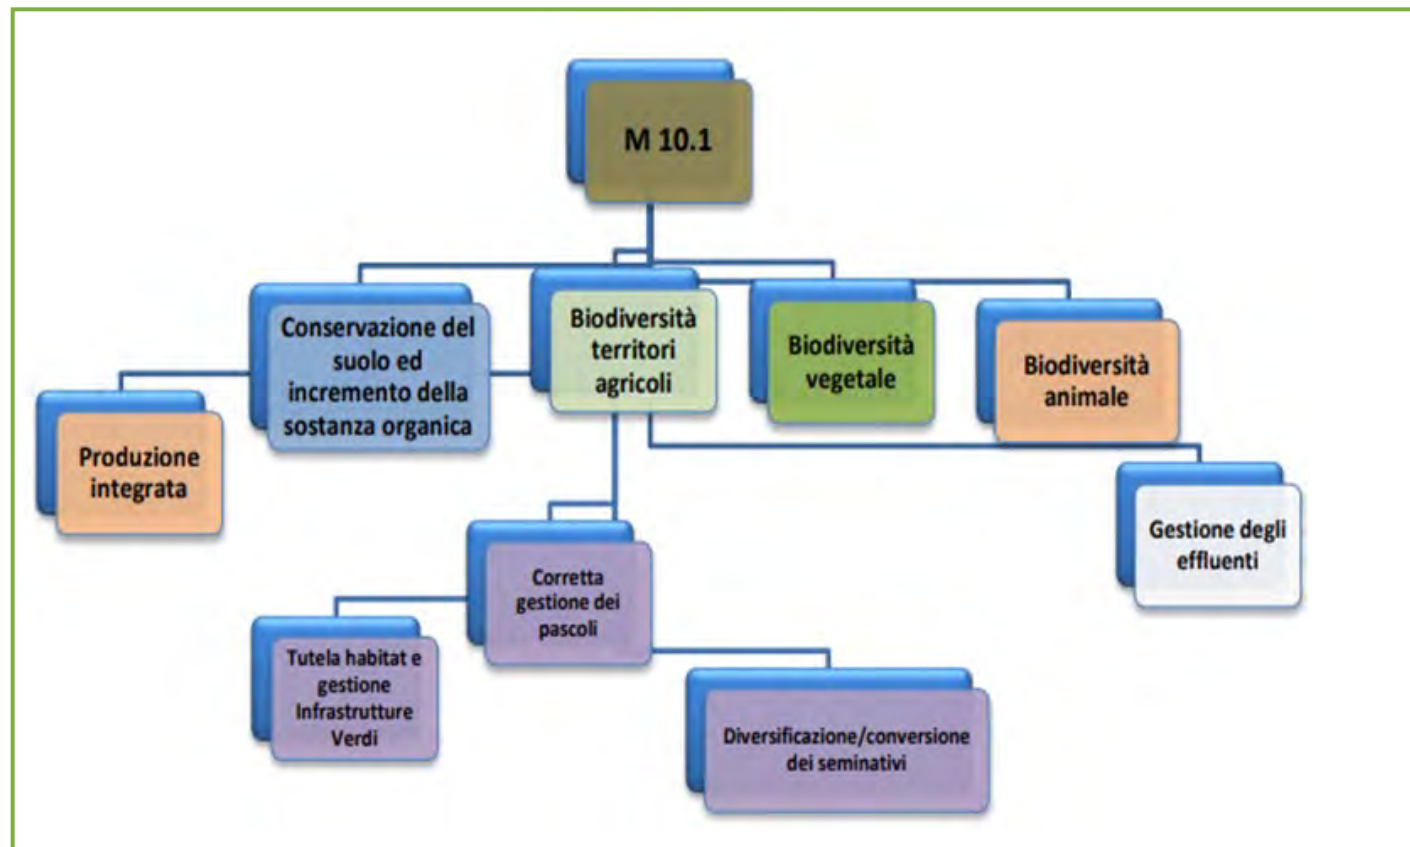 M 10.1
Conservazione del
suolo ed
incremento della
sostanza organica
Biodiversità
territori
agricoli
Biodiversità
vegetale
Biodiversità
animale
Produzione
integrata
Gestione degli
effluenti
Corretta
gestione dei
pascoli
Tutela habitat e
gestione
Infrastrutture
Verdi
Diversificazione/conversione
dei seminativi